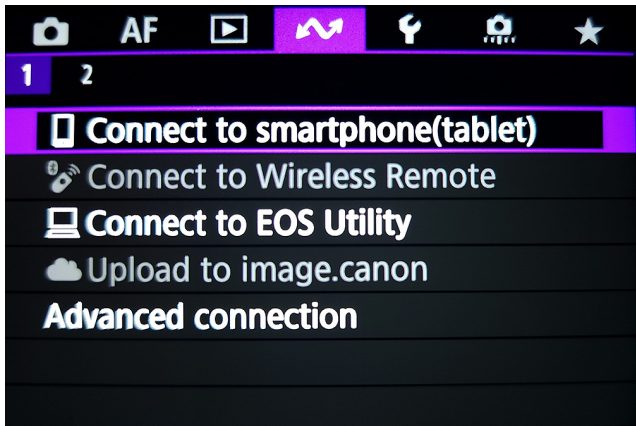 AF
1 2
Connect to smartphone(tablet)
Connect to Wireless Remote
Connect to EOS Utility
Upload to image.canon
Advanced connection